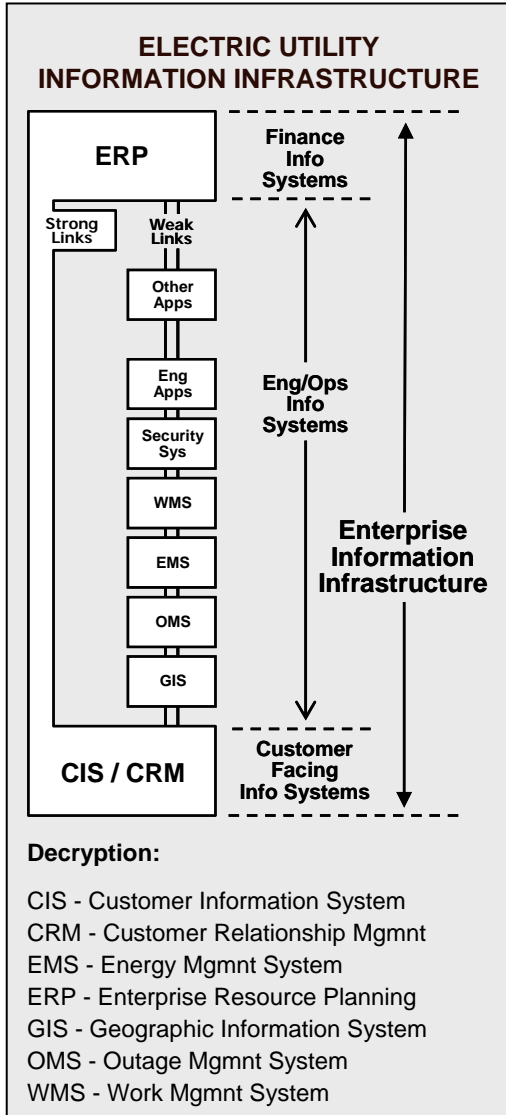 ELECTRIC UTILITY
INFORMATION INFRASTRUCTURE
ERP
Finance
Info
Systems
Strong
Links
Weak
Links
Other
Apps
Eng
Apps
Security
Sys
WMS
EMS
OMS
GIS
Eng/Ops
Info
Systems
Enterprise
Information
Infrastructure
CIS / CRM
Customer
Facing
Info Systems
Decryption:
CIS - Customer Information System
CRM - Customer Relationship Mgmnt
EMS - Energy Mgmnt System
ERP - Enterprise Resource Planning
GIS - Geographic Information System
OMS - Outage Mgmnt System
WMS - Work Mgmnt System